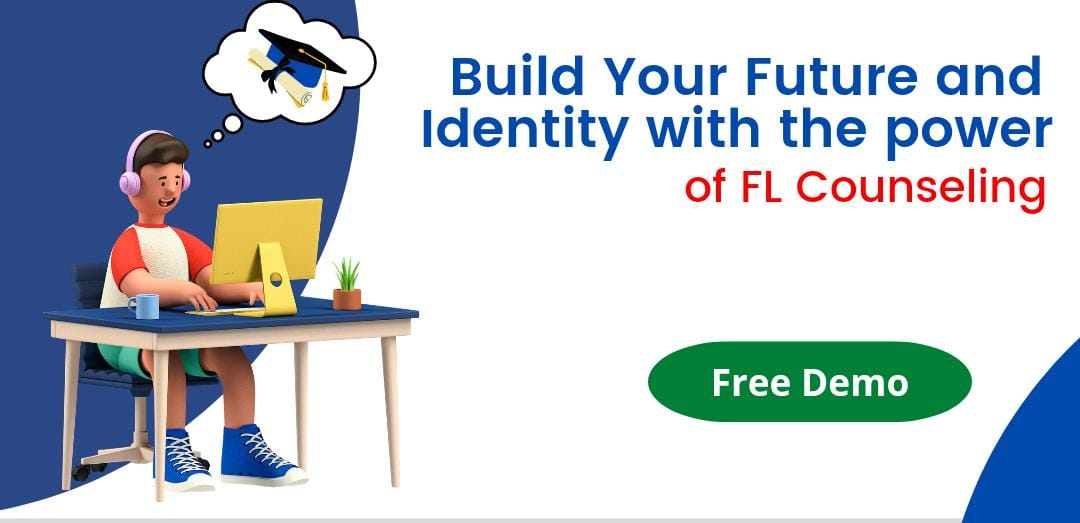 Build Your Future and
Identity with the power
of FL Counseling
Free Demo